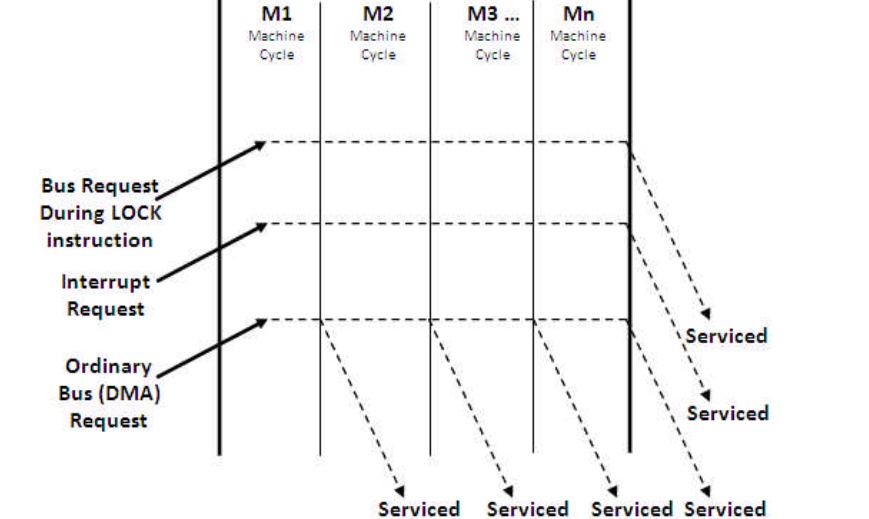 M1 M2 M3 ... Mn
Machine Machine Machine Machine
Cycle Cycle Cycle Cycle
Bus Request
During LOCK
instruction
Interrupt
Request
Serviced
Ordinary
Bus (DMA)
Request
Serviced
Serviced Serviced Serviced Serviced